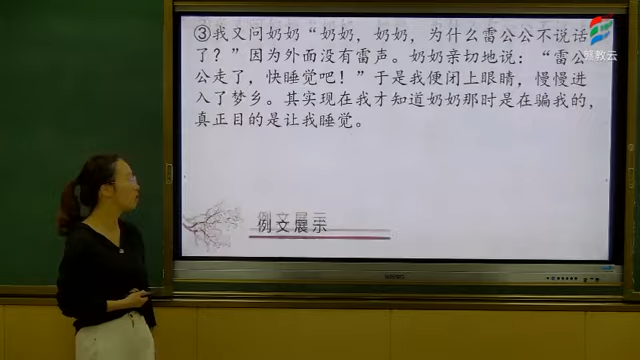 ③我又问奶奶“奶奶，奶奶，为什么雷公公不说话
了？”因为外面没有雷声。奶奶亲切地说：“雷公
公走了，快睡觉吧！”于是我便闭上眼睛，慢慢进
入了梦乡。其实现在我才知道奶奶那时是在骗我的，
真正目的是让我睡觉。
例文展示